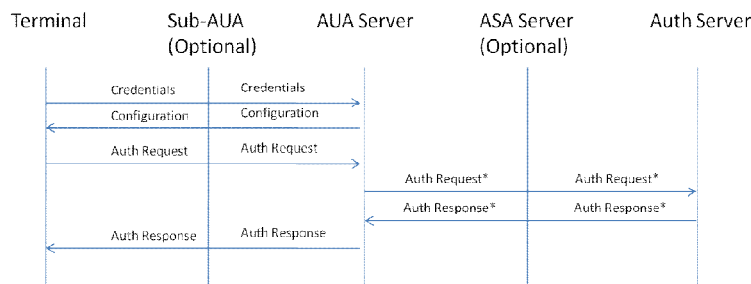 Terminal Sub-AUA AUA Server ASA Server Auth Server
(Optional) (Optional)
Credentials Credentials
Configuration Configuration
Auth Request Auth Request
Auth Request* Auth Request*
Auth Response* Auth Response*
Auth Response Auth Response